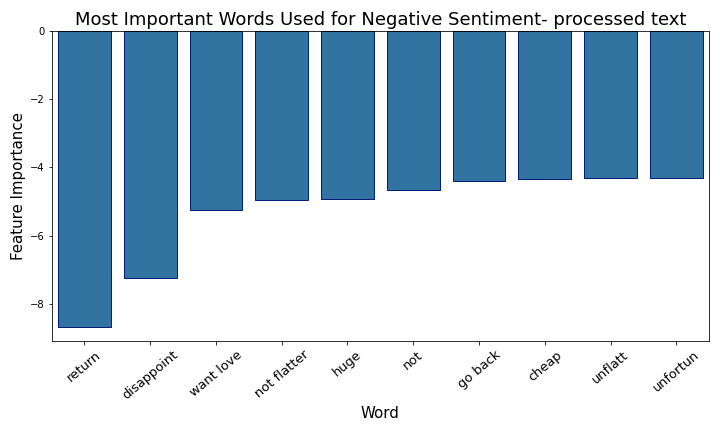 Most Important Words Used for Negative Sentiment- processed text
Feature Importance
0
−2
−4
−6
−8
return
disappoint
want love
not flatter
huge
not
go back
cheap
unflatt
unfortun
Word